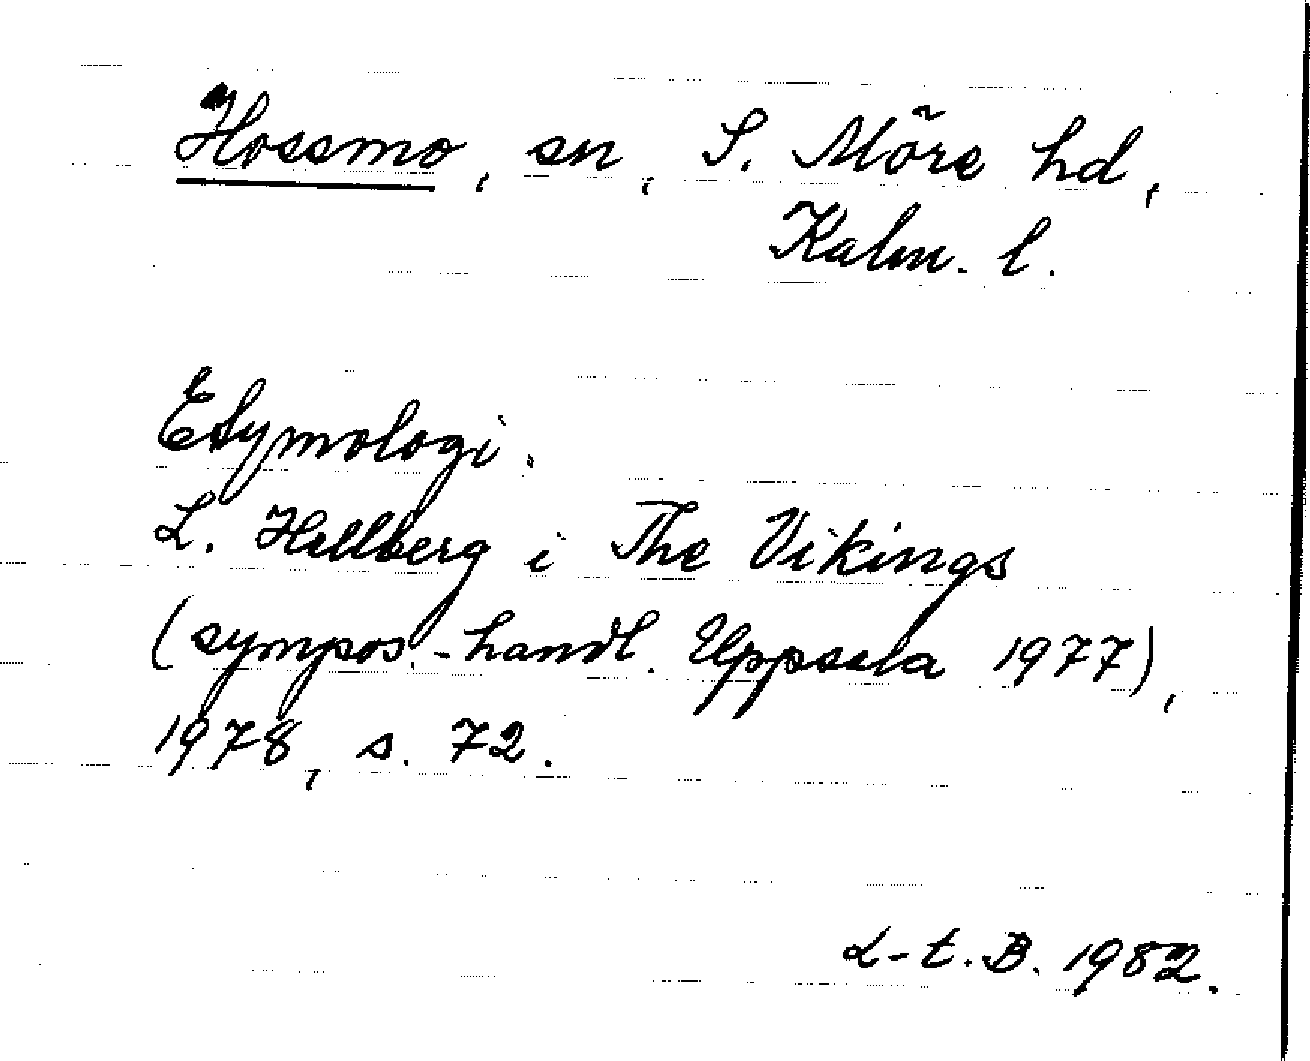 Hossmo, sn, S. Möre hd,
Kalm. l.
Etymologi.
L. Hellberg i The Vikings
(sympos.-handl. Uppsala 1977),
1978, s. 72.
L-t. B. 1982.